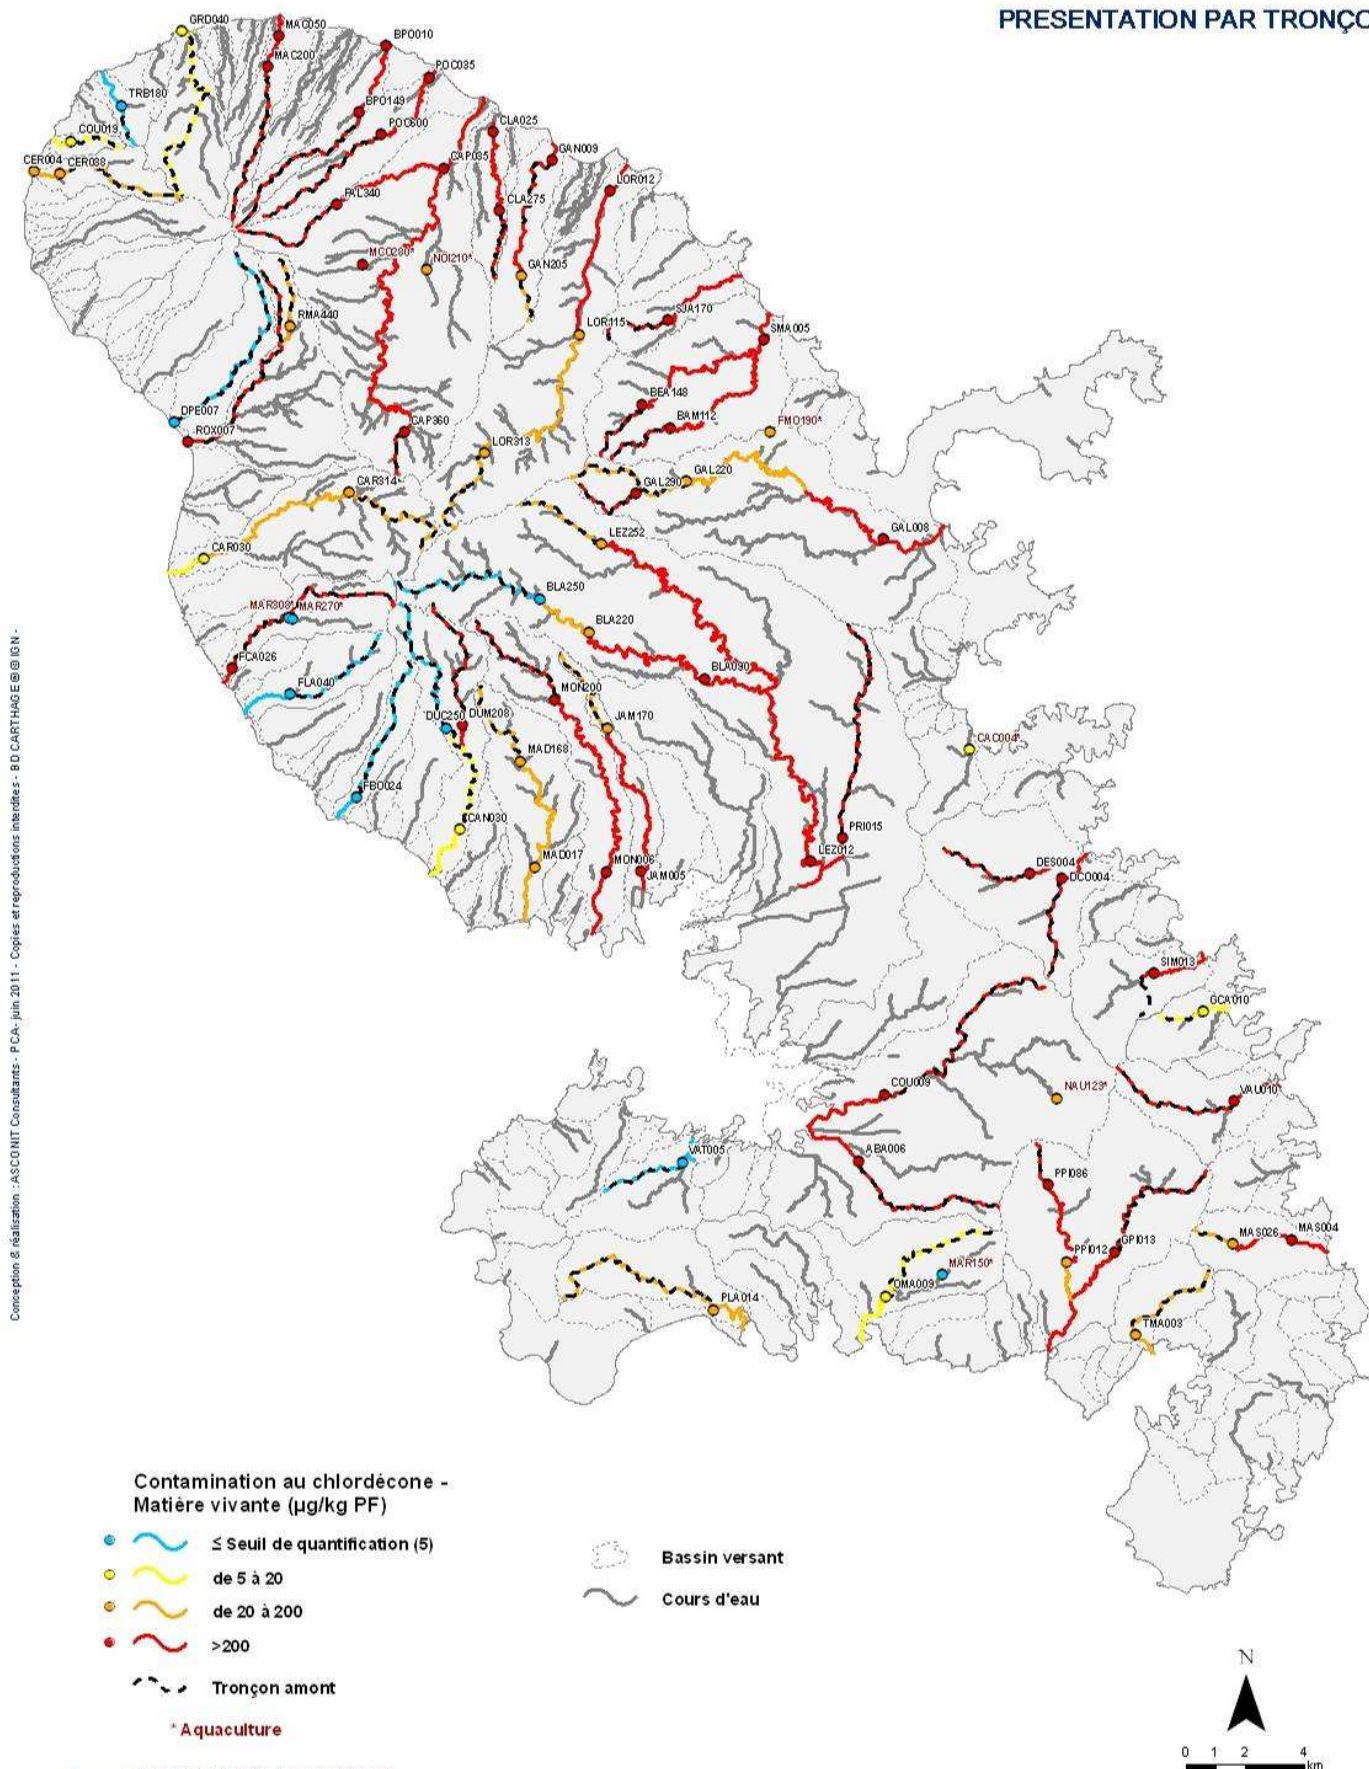 PRESENTATION PAR TRONÇO
GRD040
MAC050
BPO010
MAC200
POC035
TRB180
BPO149
COU019
POC600
CLA025
CER004
CER088
CAP035
GAN009
LOR012
FAL340
CLA275
MCO280*
NOI210*
GAN205
RMA440
LOR115
SJA170
SMA005
BEA148
DPE007
BAM112
FMO190*
ROX007
CAP360
LOR313
GAL220
CAR314
GAL290
LEZ252
GAL008
CAR030
BLA250
MAR308*
MAR270*
BLA220
FCA026
BLA090
FLA040
MON200
DUC250
DUM208
JAM170
CAC004*
MAD168
FBO024
CAN030
PRI015
LEZ012
MAD017
MON006
JAM005
DES004
DCO004
SIM013
GCA010
COU009
NAU123*
VAU010
VAT005
ABA006
PPI086
MAS026
MAS004
PPI012
GPI013
MAR150*
OMA009
PLA014
TMA003
Conception & réalisation : ASCONIT Consultants - PCA- juin 2011 - Copies et reproductions interdites - BD CARTHAGE®@IGN -
Contamination au chlordécone -
Matière vivante (µg/kg PF)
≤ Seuil de quantification (5)
de 5 à 20
de 20 à 200
>200
Tronçon amont
* Aquaculture
Bassin versant
Cours d'eau
N
0 1 2 4
km